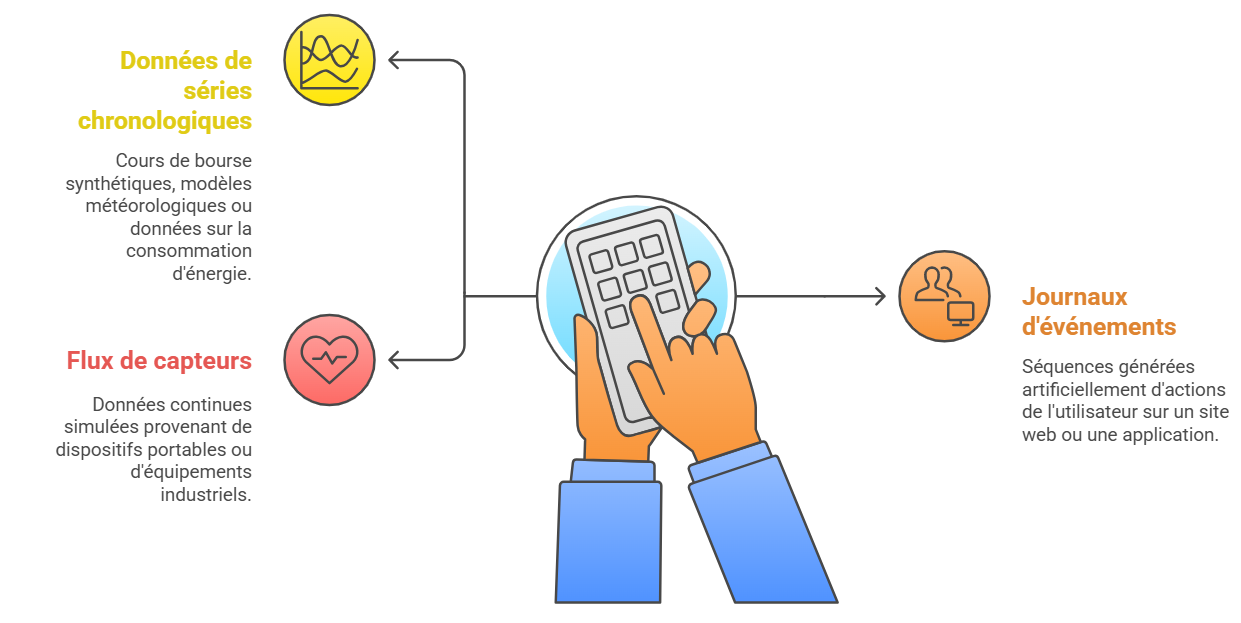 Données de
séries
chronologiques
Cours de bourse
synthétiques, modèles
météorologiques ou
données sur la
consommation
d'énergie.
Flux de capteurs
Données continues
simulées provenant de
dispositifs portables ou
d'équipements
industriels.
Journaux
d'événements
Séquences générées
artificiellement d'actions
de l'utilisateur sur un site
web ou une application.